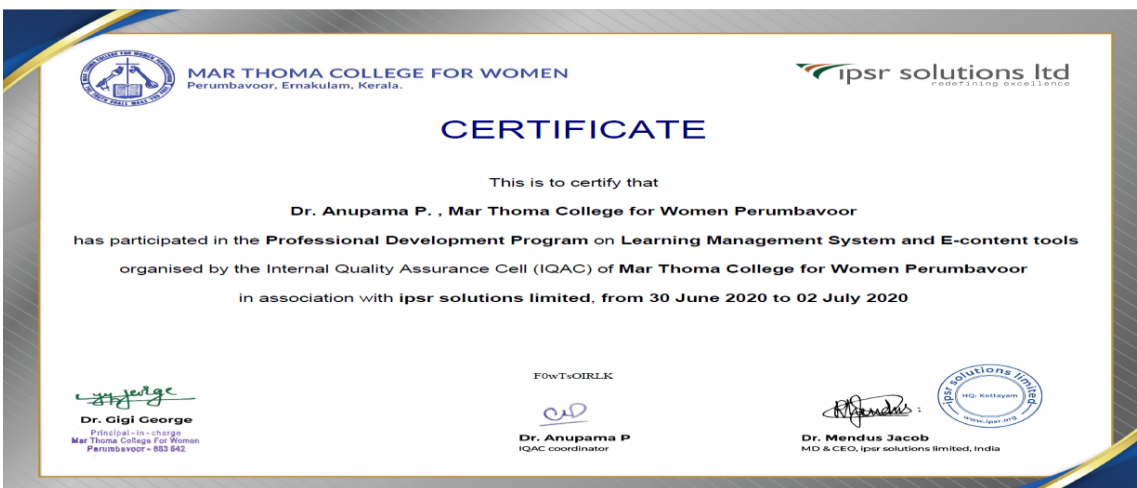 MAR THOMA COLLEGE FOR WOMEN
Perumbavoor, Ernakulam, Kerala.
ipsr solutions ltd
redefining excellence
CERTIFICATE
This is to certify that
Dr. Anupama P. , Mar Thoma College for Women Perumbavoor
has participated in the Professional Development Program on Learning Management System and E-content tools
organised by the Internal Quality Assurance Cell (IQAC) of Mar Thoma College for Women Perumbavoor
in association with ipsr solutions limited, from 30 June 2020 to 02 July 2020
F0wTsOIRLK
Dr. Gigi George
Principal-in-charge
Mar Thoma College For Women
Perumbavoor - 683 542
Dr. Anupama P
IQAC coordinator
ipsr solutions limited
HQ: Kottayam
www.ipsr.org
Dr. Mendus Jacob
MD & CEO, ipsr solutions limited, India